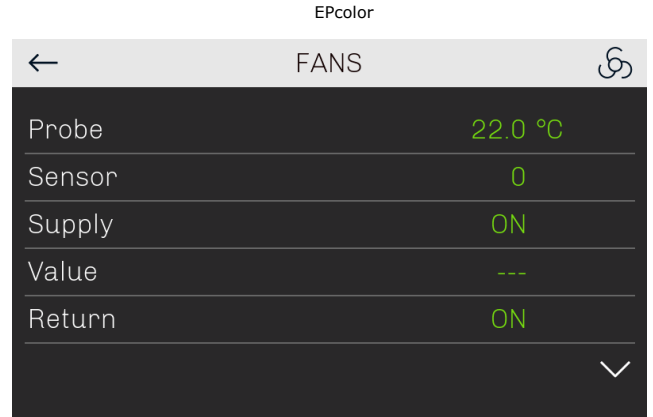 EPcolor
FANS
Probe 22.0 °C
Sensor 0
Supply ON
Value ---
Return ON